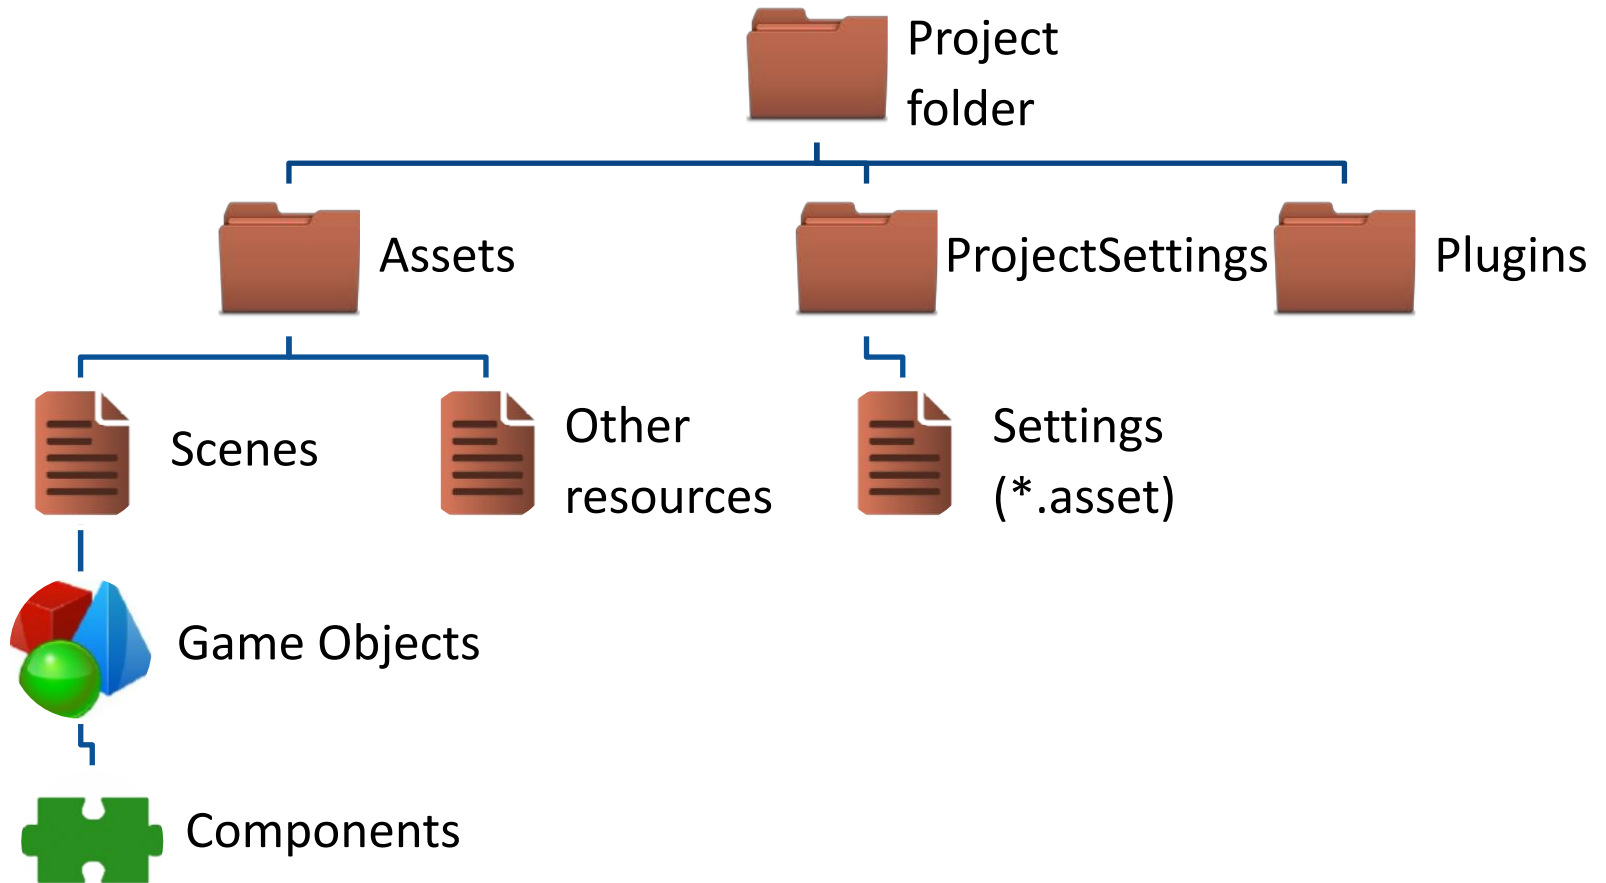 Project
folder
Assets
ProjectSettings
Plugins
Scenes
Other
resources
Settings
(*.asset)
Game Objects
Components